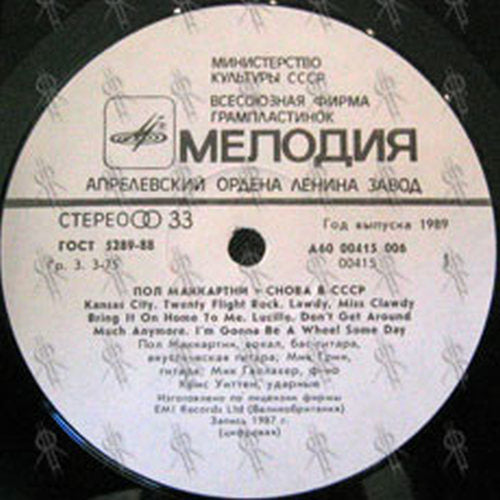 МИНИСТЕРСТВО
КУЛЬТУРЫ СССР
ВСЕСОЮЗНАЯ ФИРМА
ГРАМПЛАСТИНОК
МЕЛОДИЯ
АПРЕЛЕВСКИЙ ОРДЕНА ЛЕНИНА ЗАВОД
СТЕРЕО 33
Год выпуска 1989
ГОСТ 5289-88
А60 00415 006
Гр. 3. 3-75
00415
1
ПОЛ МАККАРТНИ - СНОВА В СССР
Kansas City. Twenty Flight Rock. Lawdy, Miss Clawdy
Bring It On Home To Me. Lucille. Don't Get Around
Much Anymore. I'm Gonna Be A Wheel Some Day
Пол Маккартни, вокал, бас-гитара,
акустическая гитара; Мик Грин,
гитара; Мик Гэллахер, ф-но
Крис Уиттен, ударные
Изготовлено по лицензии фирмы
EMI Records Ltd (Великобритания)
Запись 1987 г.
(цифровая)